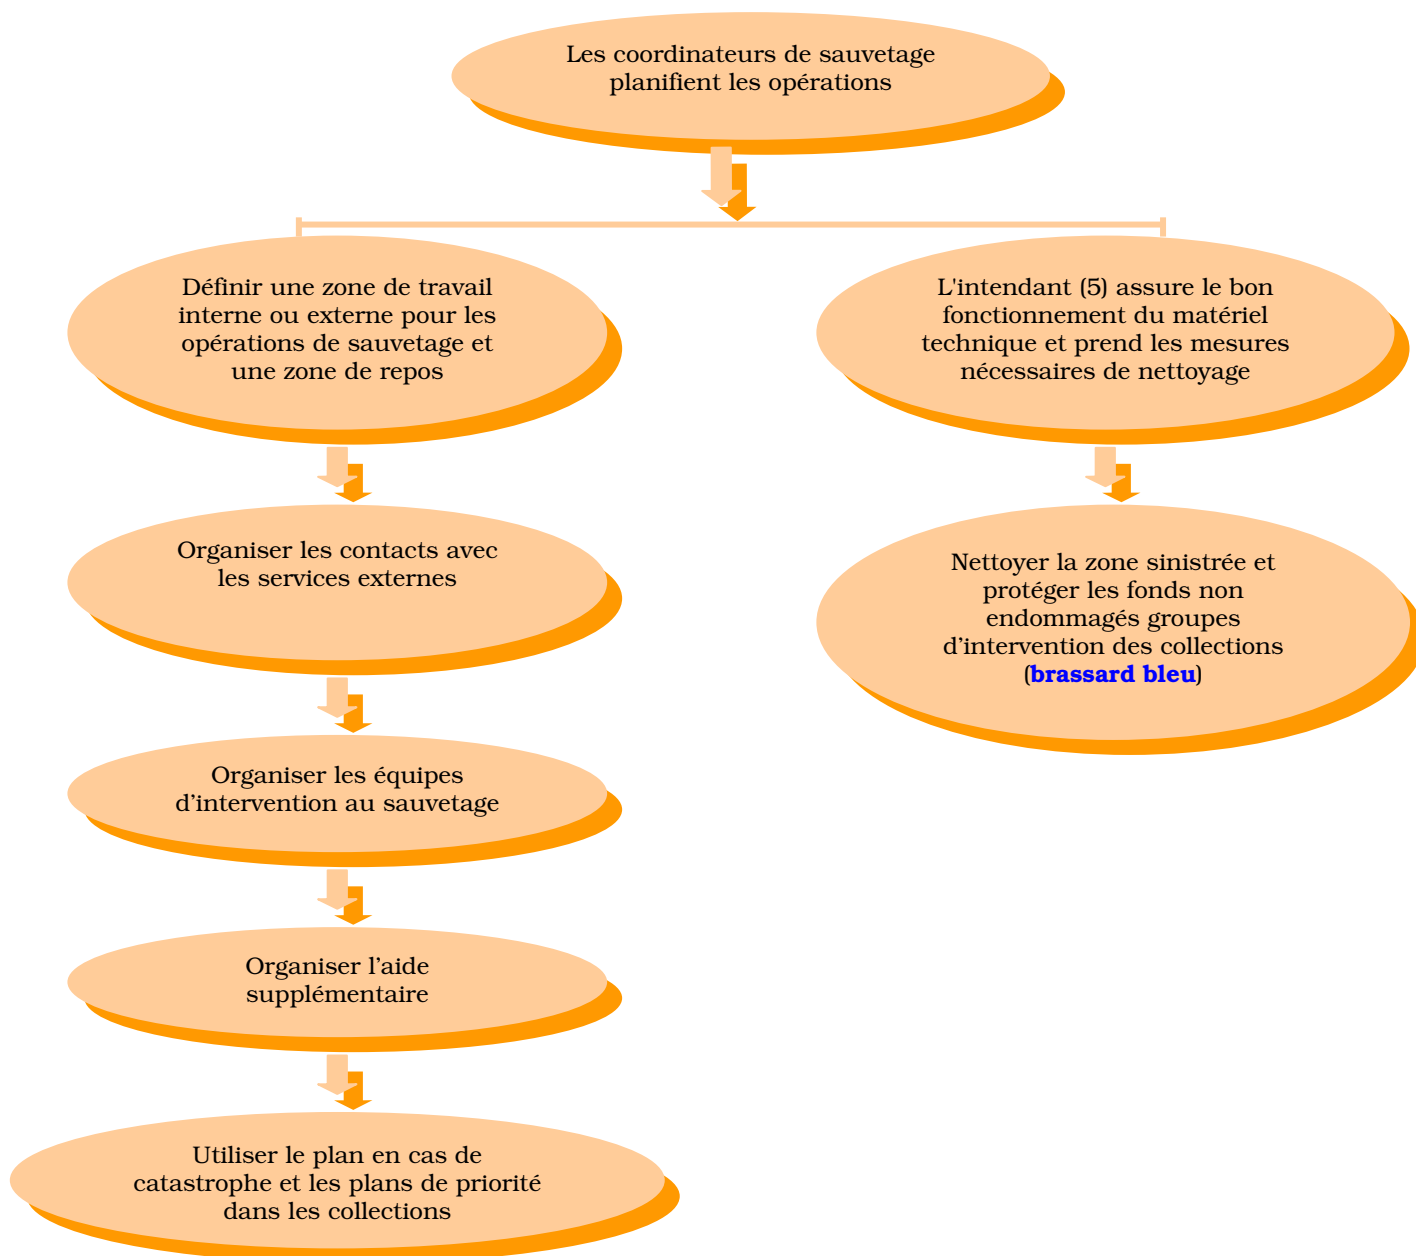 Les coordinateurs de sauvetage
planifient les opérations
Définir une zone de travail
interne ou externe pour les
opérations de sauvetage et
une zone de repos
L'intendant (5) assure le bon
fonctionnement du matériel
technique et prend les mesures
nécessaires de nettoyage
Organiser les contacts avec
les services externes
Nettoyer la zone sinistrée et
protéger les fonds non
endommagés groupes
d’intervention des collections
(brassard bleu)
Organiser les équipes
d’intervention au sauvetage
Organiser l’aide
supplémentaire
Utiliser le plan en cas de
catastrophe et les plans de priorité
dans les collections